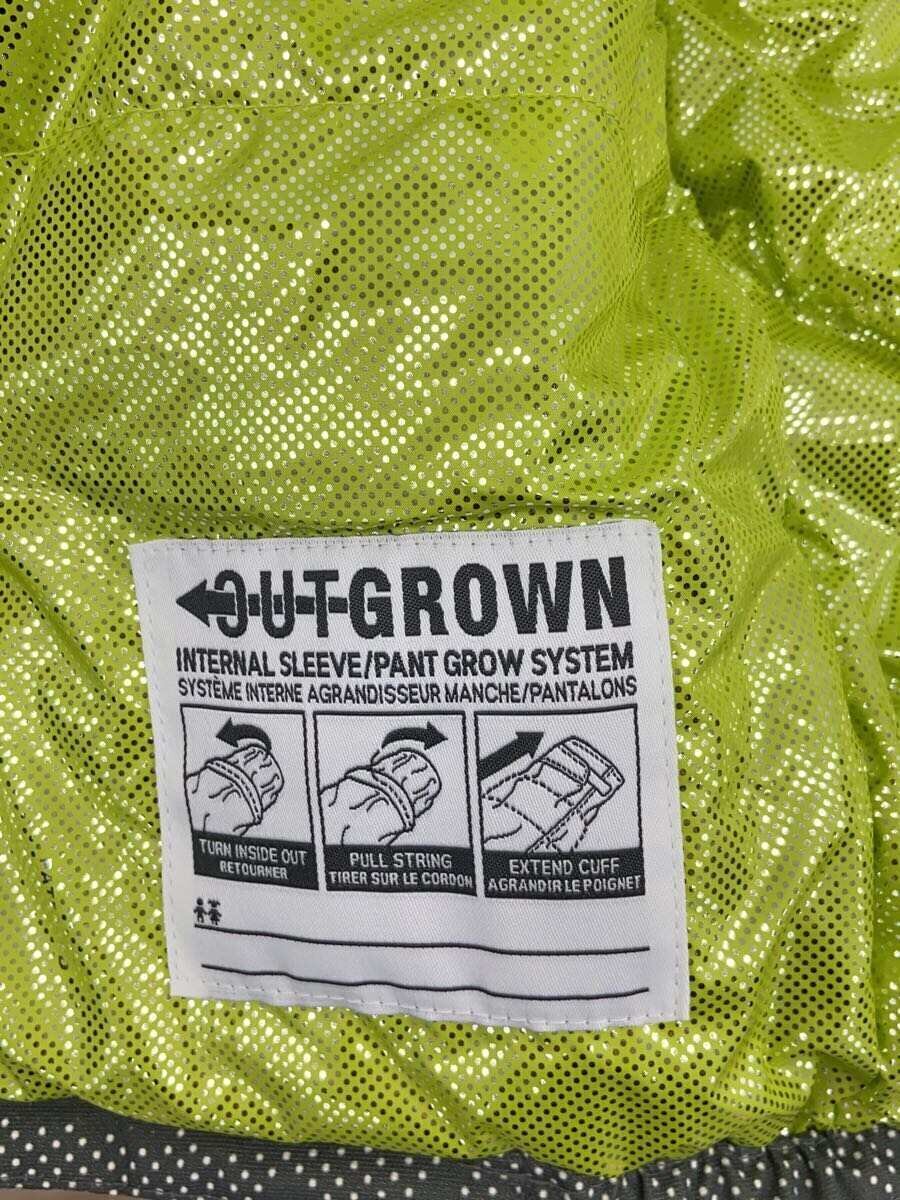 OUTGROWN
INTERNAL SLEEVE/PANT GROW SYSTEM
SYSTÈME INTERNE AGRANDISSEUR MANCHE/PANTALONS
TURN INSIDE OUT
RETOURNER
PULL STRING
TIRER SUR LE CORDON
EXTEND CUFF
AGRANDIR LE POIGNET